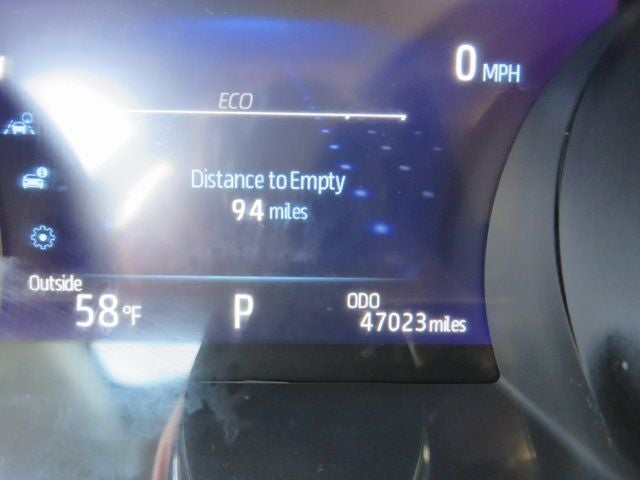 0 MPH
ECO
Distance to Empty
94 miles
Outside
58°F
P
ODO
47023 miles